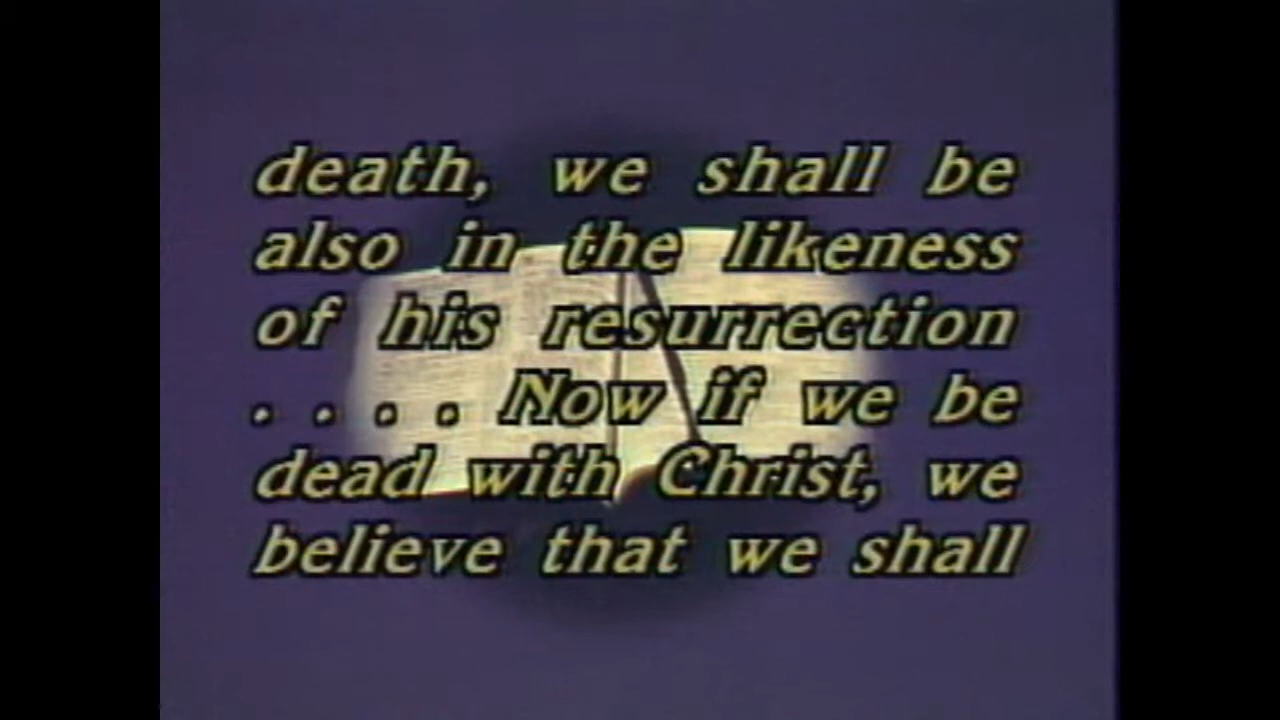 death, we shall be
also in the likeness
of his resurrection
. . . . Now if we be
dead with Christ, we
believe that we shall